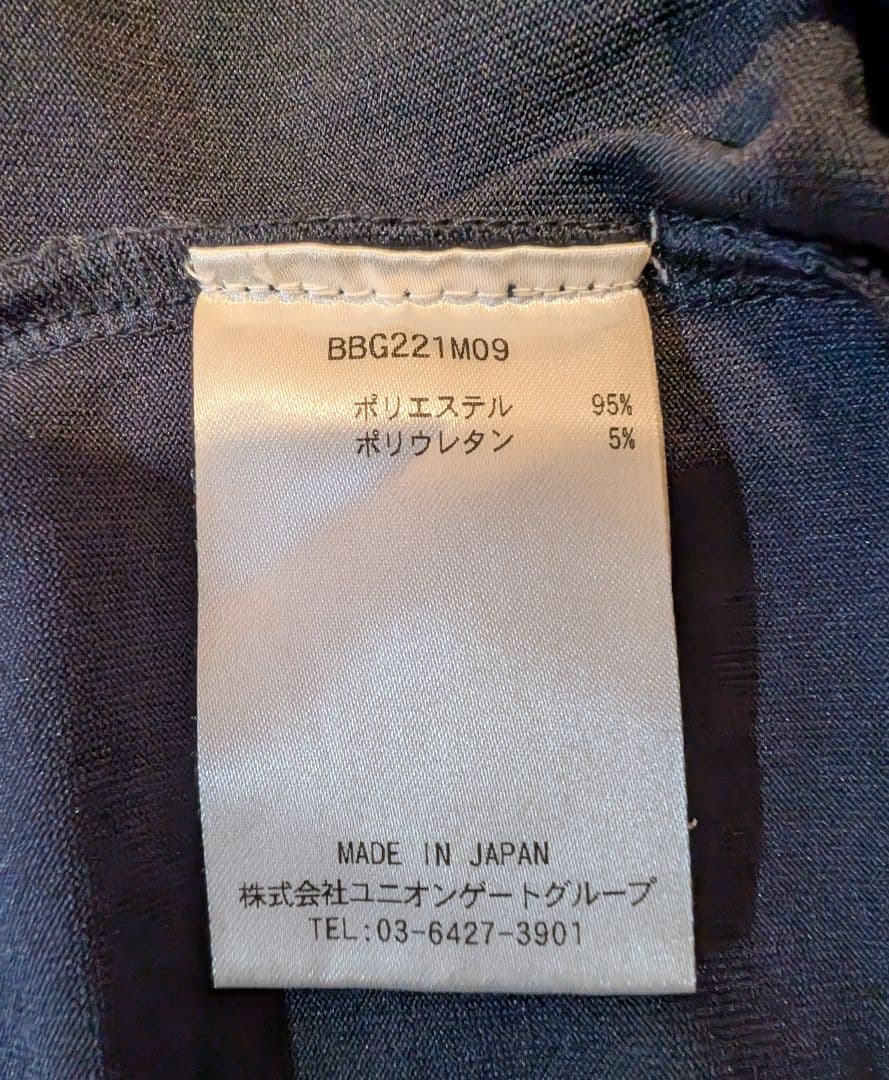 BBG221M09
ポリエステル 95%
ポリウレタン 5%
MADE IN JAPAN
株式会社ユニオンゲートグループ
TEL:03-6427-3901